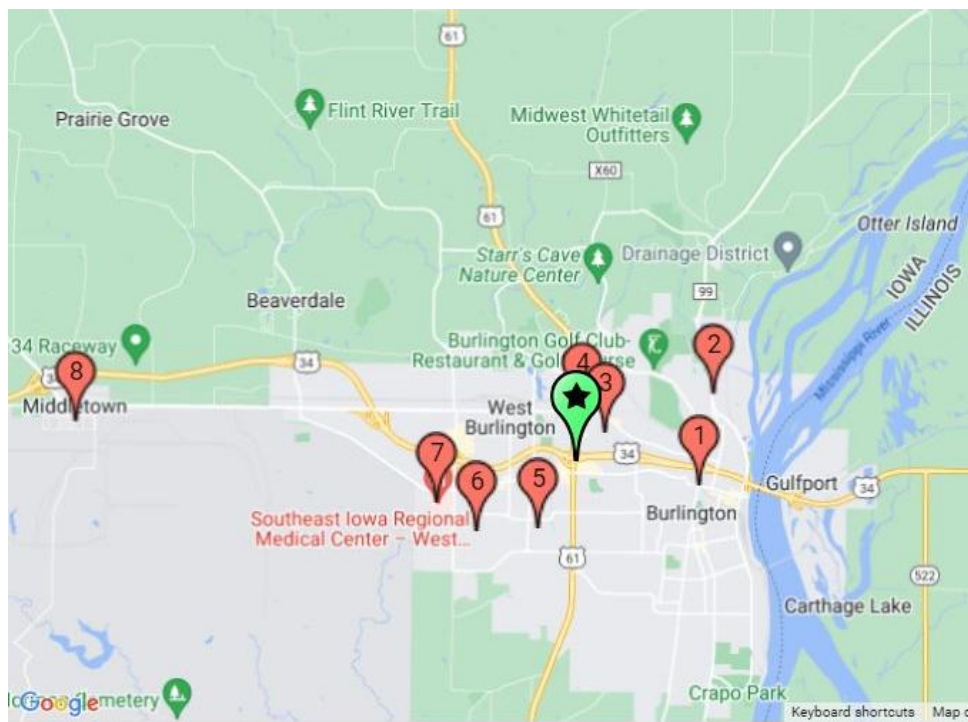 61
Prairie Grove
Flint River Trail
Midwest Whitetail
Outfitters
X60
61
Otter Island
Starr's Cave
Nature Center
Drainage District
IOWA
ILLINOIS
99
Beaverdale
Mississippi River
34 Raceway
34
Burlington Golf Club-
Restaurant & Golf
2
4
3
8
34
Middletown
West
Burlington
1
7
34
6
5
Gulfport
34
Burlington
Southeast Iowa Regional
Medical Center – West...
61
522
Carthage Lake
Crapo Park
Google
Keyboard shortcuts
Map